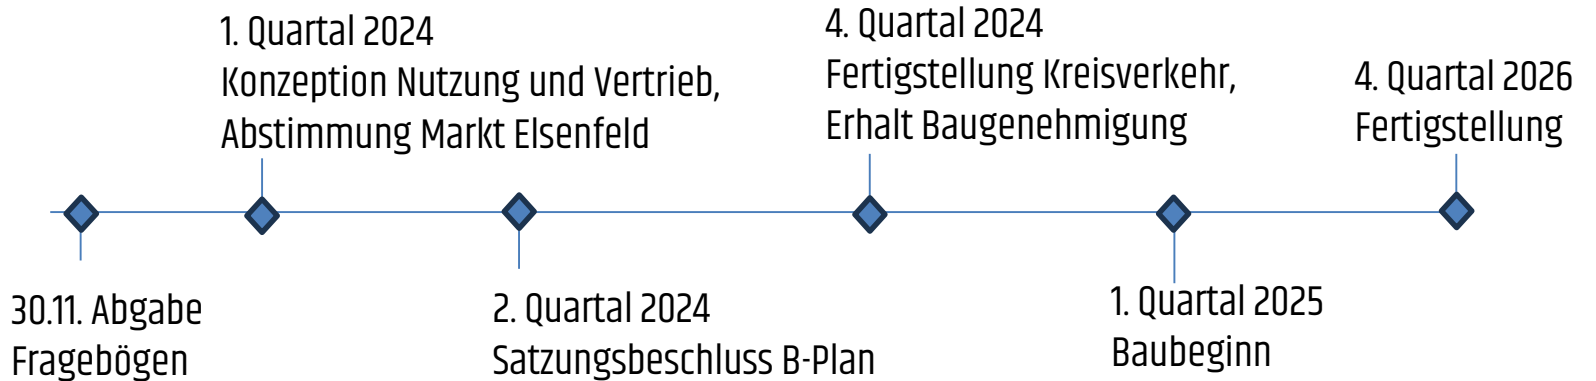 30.11. Abgabe
Fragebögen
1. Quartal 2024
Konzeption Nutzung und Vertrieb,
Abstimmung Markt Elsenfeld
2. Quartal 2024
Satzungsbeschluss B-Plan
4. Quartal 2024
Fertigstellung Kreisverkehr,
Erhalt Baugenehmigung
1. Quartal 2025
Baubeginn
4. Quartal 2026
Fertigstellung